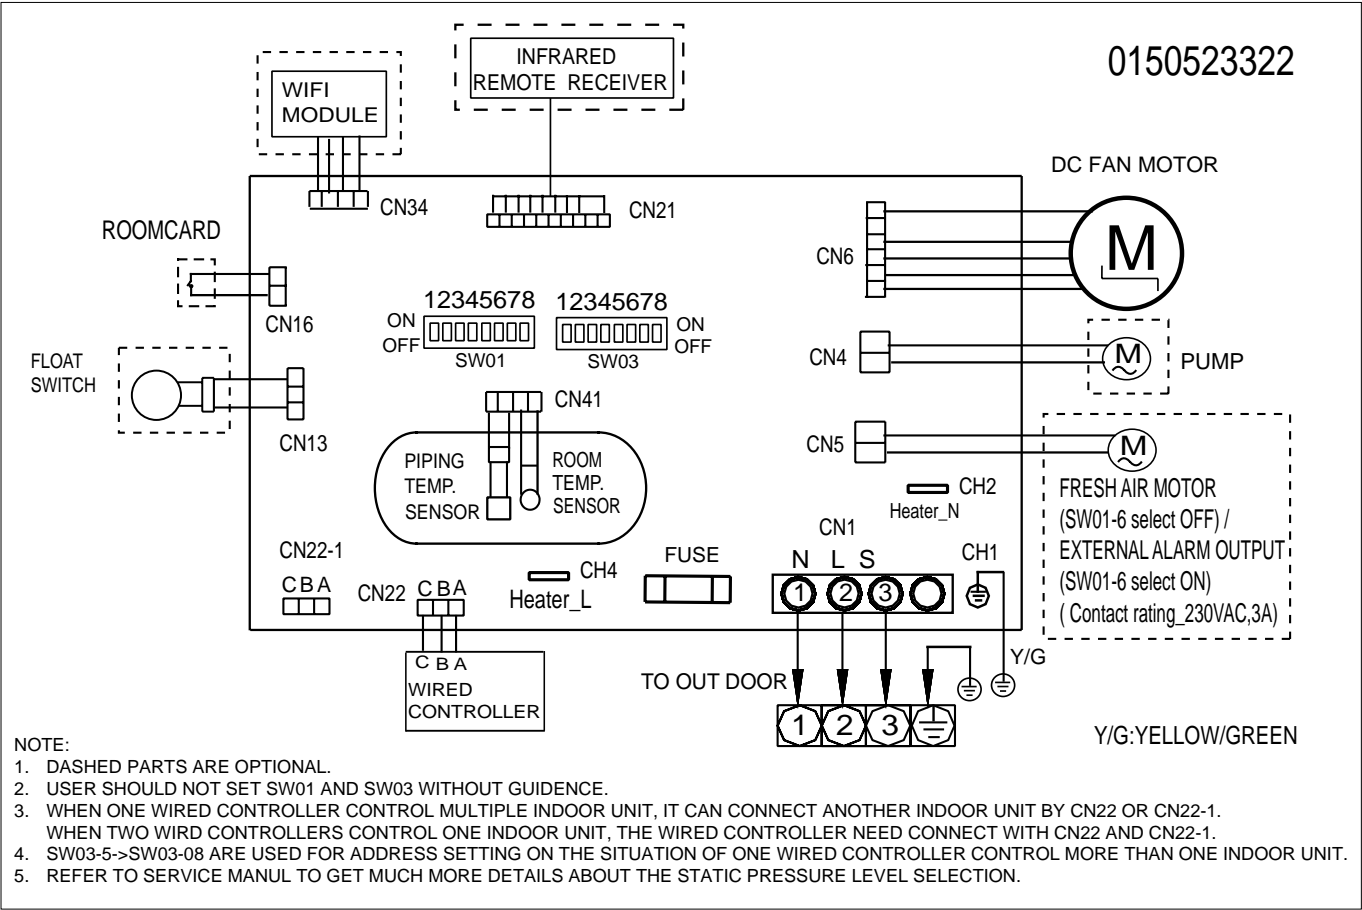 0150523322
INFRARED
REMOTE RECEIVER
WIFI
MODULE
DC FAN MOTOR
CN34
CN21
ROOMCARD
M
CN6
CN16
12345678
12345678
ON
OFF
SW01
ON
OFF
SW03
FLOAT
SWITCH
CN4
M
PUMP
CN41
CN13
CN5
M
PIPING
TEMP.
SENSOR
ROOM
TEMP.
SENSOR
CH2
Heater_N
FRESH AIR MOTOR
(SW01-6 select OFF) /
EXTERNAL ALARM OUTPUT
(SW01-6 select ON)
( Contact rating_230VAC,3A)
CN1
CN22-1
C B A
CN22
C B A
CH4
Heater_L
FUSE
N L S
CH1
1 2 3
Y/G
C B A
WIRED
CONTROLLER
TO OUT DOOR
1 2 3
Y/G:YELLOW/GREEN
NOTE:
1. DASHED PARTS ARE OPTIONAL.
2. USER SHOULD NOT SET SW01 AND SW03 WITHOUT GUIDENCE.
3. WHEN ONE WIRED CONTROLLER CONTROL MULTIPLE INDOOR UNIT, IT CAN CONNECT ANOTHER INDOOR UNIT BY CN22 OR CN22-1.
WHEN TWO WIRD CONTROLLERS CONTROL ONE INDOOR UNIT, THE WIRED CONTROLLER NEED CONNECT WITH CN22 AND CN22-1.
4. SW03-5->SW03-08 ARE USED FOR ADDRESS SETTING ON THE SITUATION OF ONE WIRED CONTROLLER CONTROL MORE THAN ONE INDOOR UNIT.
5. REFER TO SERVICE MANUL TO GET MUCH MORE DETAILS ABOUT THE STATIC PRESSURE LEVEL SELECTION.